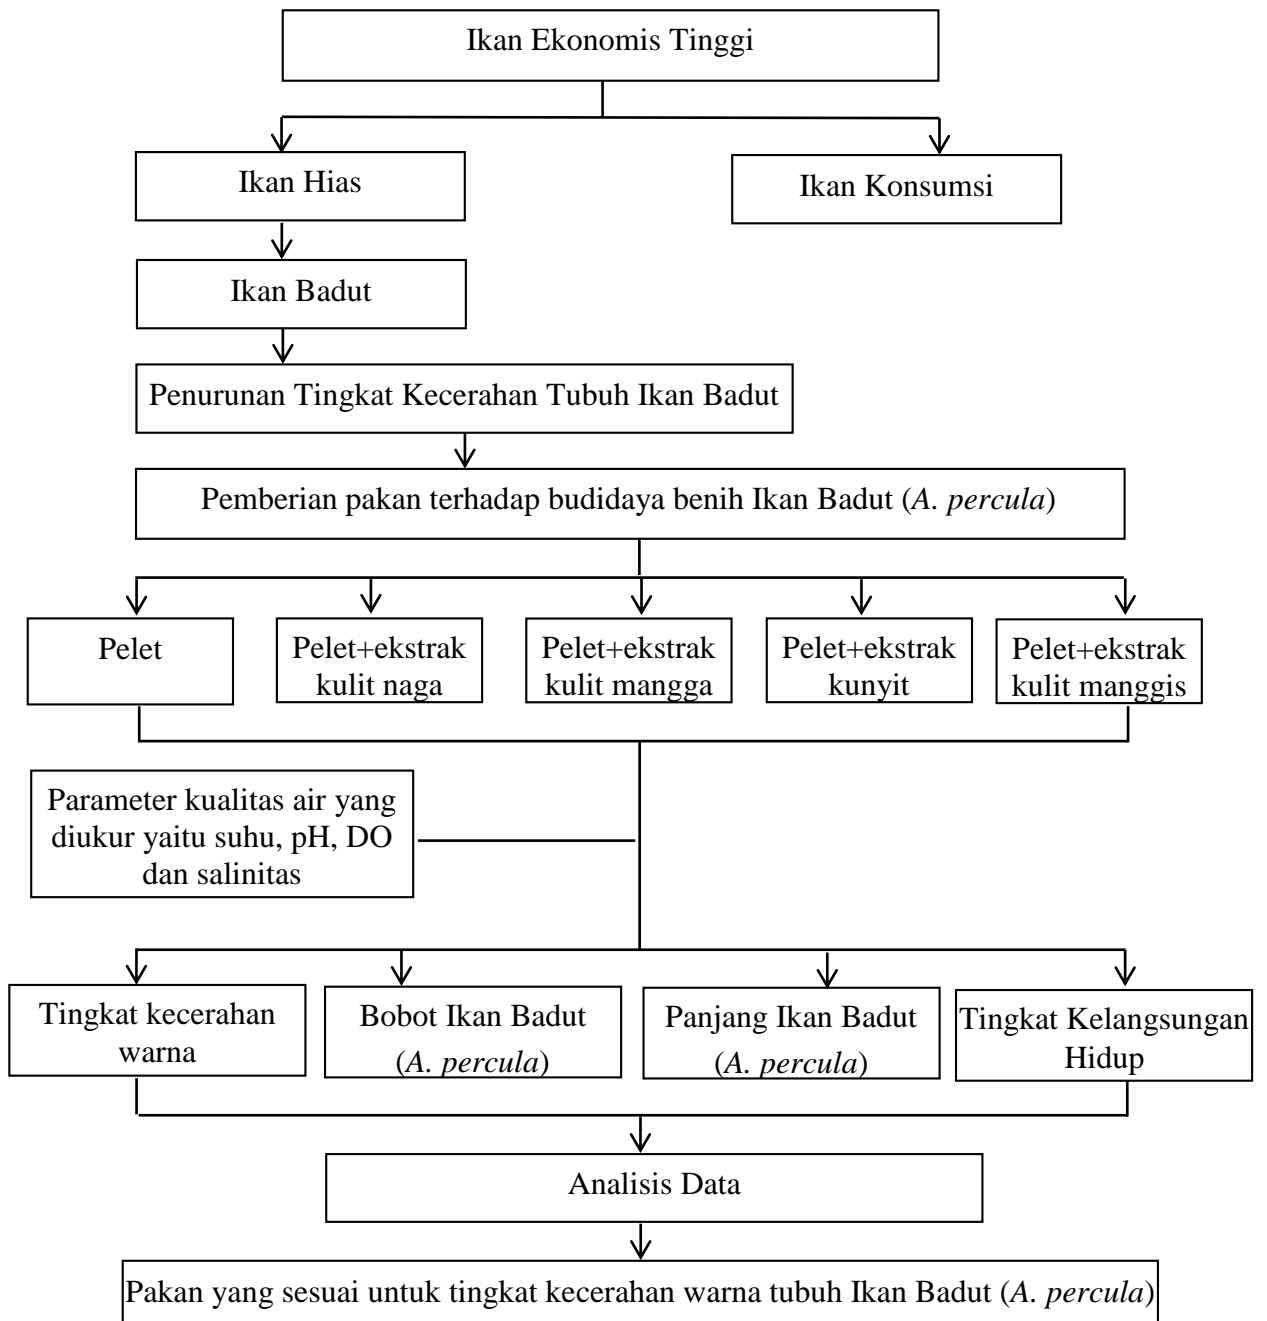 Ikan Ekonomis Tinggi
Ikan Hias
Ikan Konsumsi
Ikan Badut
Penurunan Tingkat Kecerahan Tubuh Ikan Badut
Pemberian pakan terhadap budidaya benih Ikan Badut (A. percula)
Pelet
Pelet+ekstrak
kulit naga
Pelet+ekstrak
kulit mangga
Pelet+ekstrak
kunyit
Pelet+ekstrak
kulit manggis
Parameter kualitas air yang
diukur yaitu suhu, pH, DO
dan salinitas
Tingkat kecerahan
warna
Bobot Ikan Badut
(A. percula)
Panjang Ikan Badut
(A. percula)
Tingkat Kelangsungan
Hidup
Analisis Data
Pakan yang sesuai untuk tingkat kecerahan warna tubuh Ikan Badut (A. percula)